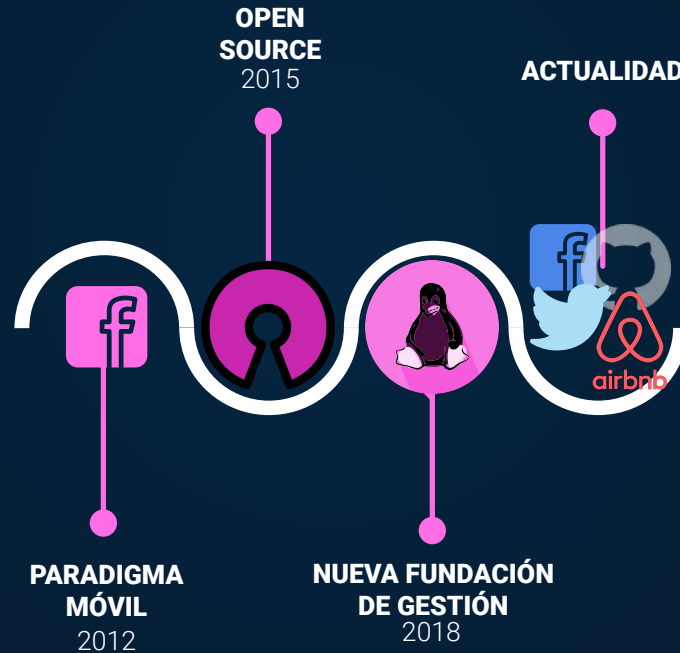 OPEN
SOURCE
2015
ACTUALIDAD
airbnb
PARADIGMA
MÓVIL
2012
NUEVA FUNDACIÓN
DE GESTIÓN
2018